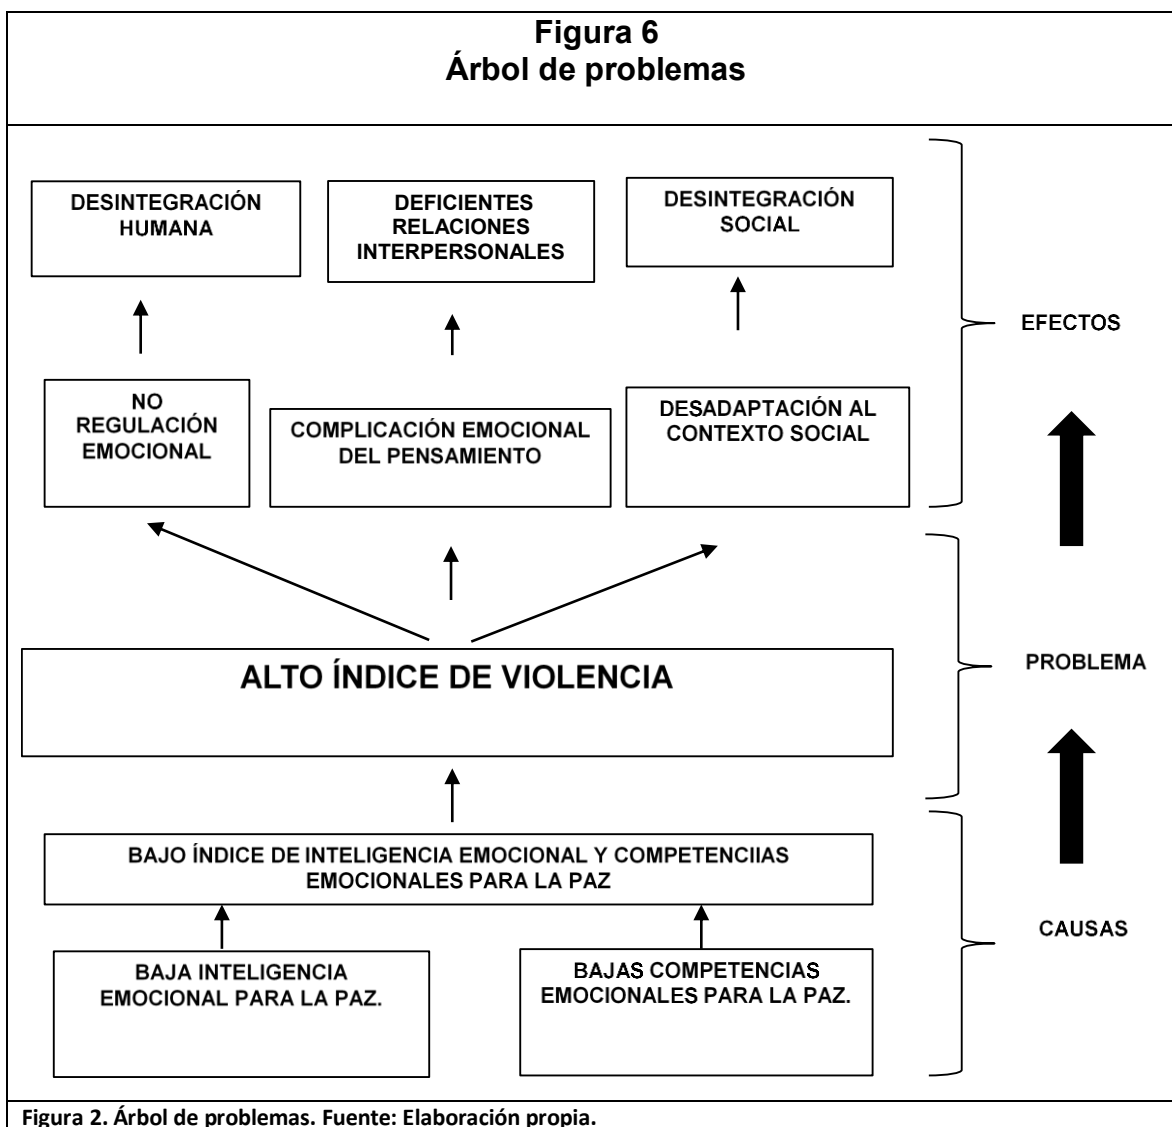 Figura 6
Árbol de problemas
DESINTEGRACIÓN
HUMANA
DEFICIENTES
RELACIONES
INTERPERSONALES
DESINTEGRACIÓN
SOCIAL
EFECTOS
NO
REGULACIÓN
EMOCIONAL
COMPLICACIÓN EMOCIONAL
DEL PENSAMIENTO
DESADAPTACIÓN AL
CONTEXTO SOCIAL
ALTO ÍNDICE DE VIOLENCIA
PROBLEMA
BAJO ÍNDICE DE INTELIGENCIA EMOCIONAL Y COMPETENCIIAS
EMOCIONALES PARA LA PAZ
CAUSAS
BAJA INTELIGENCIA
EMOCIONAL PARA LA PAZ.
BAJAS COMPETENCIAS
EMOCIONALES PARA LA PAZ.
Figura 2. Árbol de problemas. Fuente: Elaboración propia.